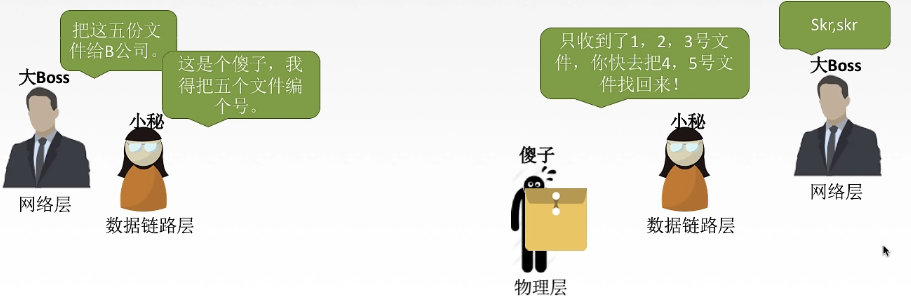 把这五份文
件给B公司。
大Boss
这是个傻子，我
得把五个文件编
个号。
小秘
网络层
数据链路层
只收到了1，2，3号文
件，你快去把4，5号文
件找回来！
傻子
小秘
物理层
数据链路层
Skr,skr
大Boss
网络层